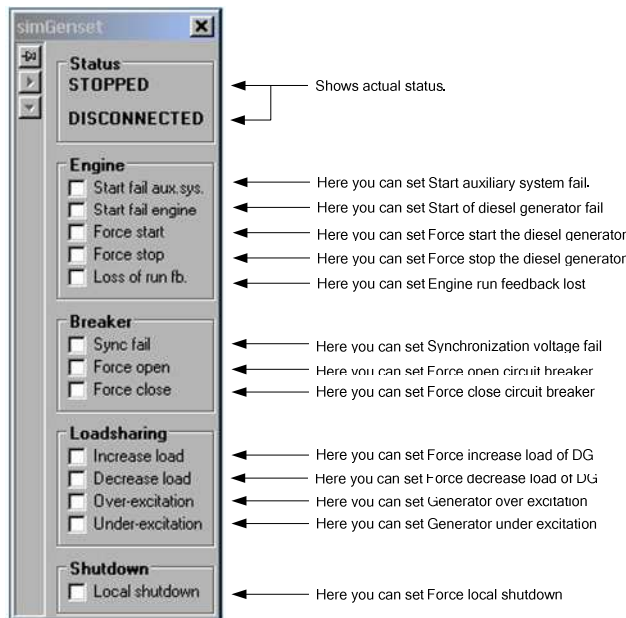 simGenset
Status
STOPPED
Shows actual status.
DISCONNECTED
Engine
Start fail aux.sys.
Here you can set Start auxiliary system fail.
Start fail engine
Here you can set Start of diesel generator fail
Force start
Here you can set Force start the diesel generator
Force stop
Here you can set Force stop the diesel generator
Loss of run fb.
Here you can set Engine run feedback lost
Breaker
Sync fail
Here you can set Synchronization voltage fail
Force open
Here you can set Force open circuit breaker
Force close
Here you can set Force close circuit breaker
Loadsharing
Increase load
Here you can set Force increase load of DG
Decrease load
Here you can set Force decrease load of DG
Over-excitation
Here you can set Generator over excitation
Under-excitation
Here you can set Generator under excitation
Shutdown
Local shutdown
Here you can set Force local shutdown